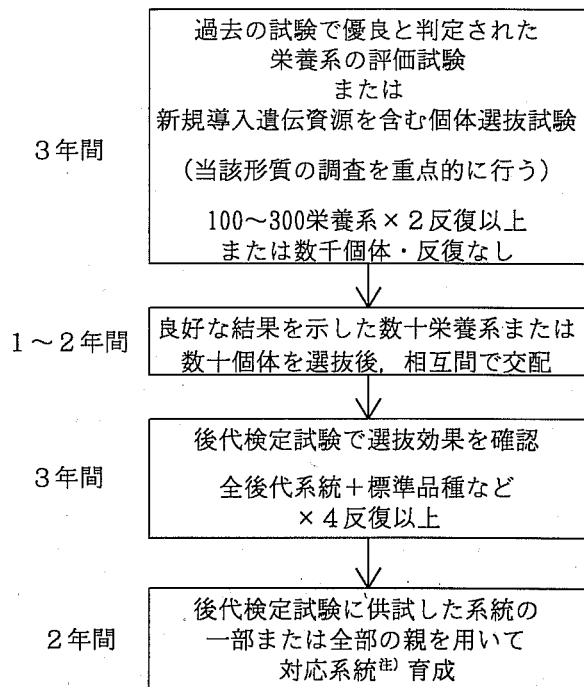 過去の試験で優良と判定された
栄養系の評価試験
または
新規導入遺伝資源を含む個体選抜試験
3年間
(当該形質の調査を重点的に行う)
100~300栄養系×2反復以上
または数千個体・反復なし
1~2年間
良好な結果を示した数十栄養系または
数十個体を選抜後,相互間で交配
後代検定試験で選抜効果を確認
3年間
全後代系統+標準品種など
×4反復以上
後代検定試験に供試した系統の
2年間
一部または全部の親を用いて
対応系統注)育成